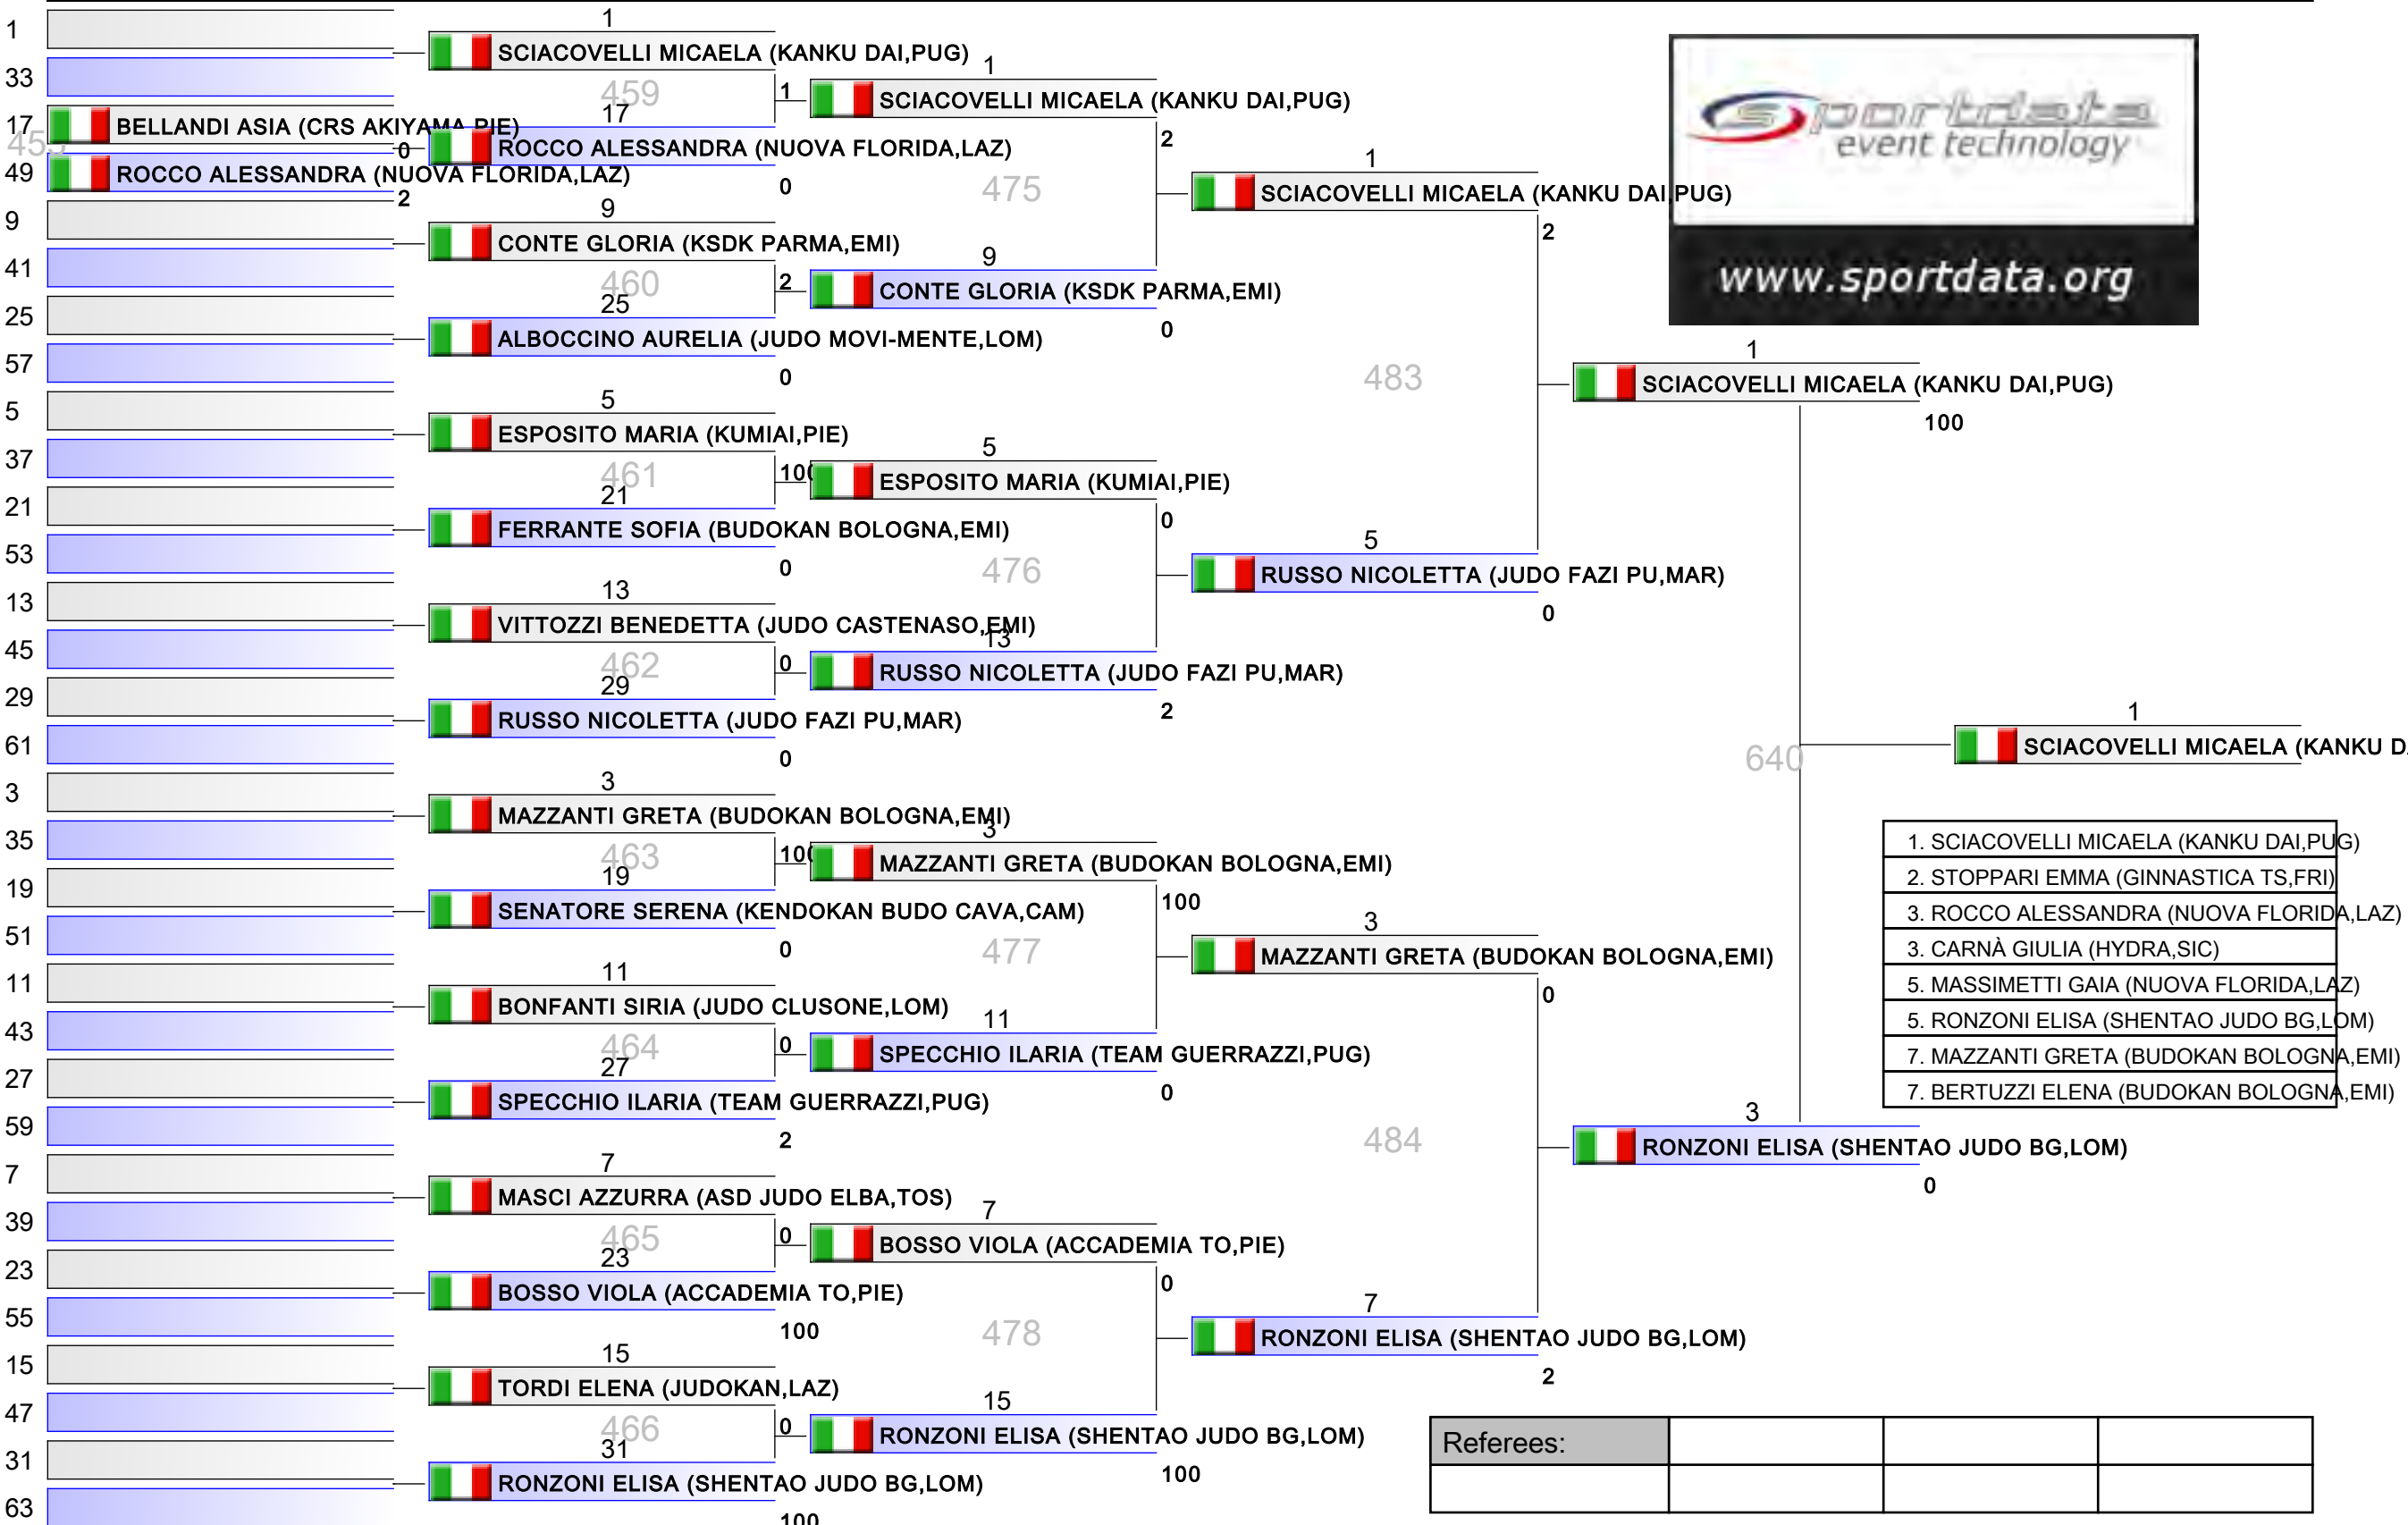 1
33
17 BELLANDI ASIA (CRS AKIYAMA,PIE)
0
49 ROCCO ALESSANDRA (NUOVA FLORIDA,LAZ)
2
9
41
25
57
5
37
21
53
13
45
29
61
3
35
19
51
11
43
27
59
7
39
23
55
15
47
31
63
1
SCIACOVELLI MICAELA (KANKU DAI,PUG)
1
459
17
ROCCO ALESSANDRA (NUOVA FLORIDA,LAZ)
0
9
CONTE GLORIA (KSDK PARMA,EMI)
2
460
25
ALBOCCINO AURELIA (JUDO MOVI-MENTE,LOM)
0
5
ESPOSITO MARIA (KUMIAI,PIE)
100
461
21
FERRANTE SOFIA (BUDOKAN BOLOGNA,EMI)
0
13
VITTOZZI BENEDETTA (JUDO CASTENASO,EMI)
0
462
29
RUSSO NICOLETTA (JUDO FAZI PU,MAR)
0
3
MAZZANTI GRETA (BUDOKAN BOLOGNA,EMI)
100
463
19
SENATORE SERENA (KENDOKAN BUDO CAVA,CAM)
0
11
BONFANTI SIRIA (JUDO CLUSONE,LOM)
0
464
27
SPECCHIO ILARIA (TEAM GUERRAZZI,PUG)
2
7
MASCI AZZURRA (ASD JUDO ELBA,TOS)
0
465
23
BOSSO VIOLA (ACCADEMIA TO,PIE)
100
15
TORDI ELENA (JUDOKAN,LAZ)
0
466
31
RONZONI ELISA (SHENTAO JUDO BG,LOM)
100
1
SCIACOVELLI MICAELA (KANKU DAI,PUG)
2
475
9
CONTE GLORIA (KSDK PARMA,EMI)
0
5
ESPOSITO MARIA (KUMIAI,PIE)
0
476
13
RUSSO NICOLETTA (JUDO FAZI PU,MAR)
2
3
MAZZANTI GRETA (BUDOKAN BOLOGNA,EMI)
100
477
11
SPECCHIO ILARIA (TEAM GUERRAZZI,PUG)
0
7
BOSSO VIOLA (ACCADEMIA TO,PIE)
0
478
15
RONZONI ELISA (SHENTAO JUDO BG,LOM)
100
1
SCIACOVELLI MICAELA (KANKU DAI,PUG)
2
483
5
RUSSO NICOLETTA (JUDO FAZI PU,MAR)
0
3
MAZZANTI GRETA (BUDOKAN BOLOGNA,EMI)
0
484
7
RONZONI ELISA (SHENTAO JUDO BG,LOM)
2
1
SCIACOVELLI MICAELA (KANKU DAI,PUG)
100
640
3
RONZONI ELISA (SHENTAO JUDO BG,LOM)
0
1
SCIACOVELLI MICAELA (KANKU
sportdata
event technology
www.sportdata.org
1. SCIACOVELLI MICAELA (KANKU DAI,PUG)
2. STOPPARI EMMA (GINNASTICA TS,FRI)
3. ROCCO ALESSANDRA (NUOVA FLORIDA,LAZ)
3. CARNÀ GIULIA (HYDRA,SIC)
5. MASSIMETTI GAIA (NUOVA FLORIDA,LAZ)
5. RONZONI ELISA (SHENTAO JUDO BG,LOM)
7. MAZZANTI GRETA (BUDOKAN BOLOGNA,EMI)
7. BERTUZZI ELENA (BUDOKAN BOLOGNA,EMI)
Referees: